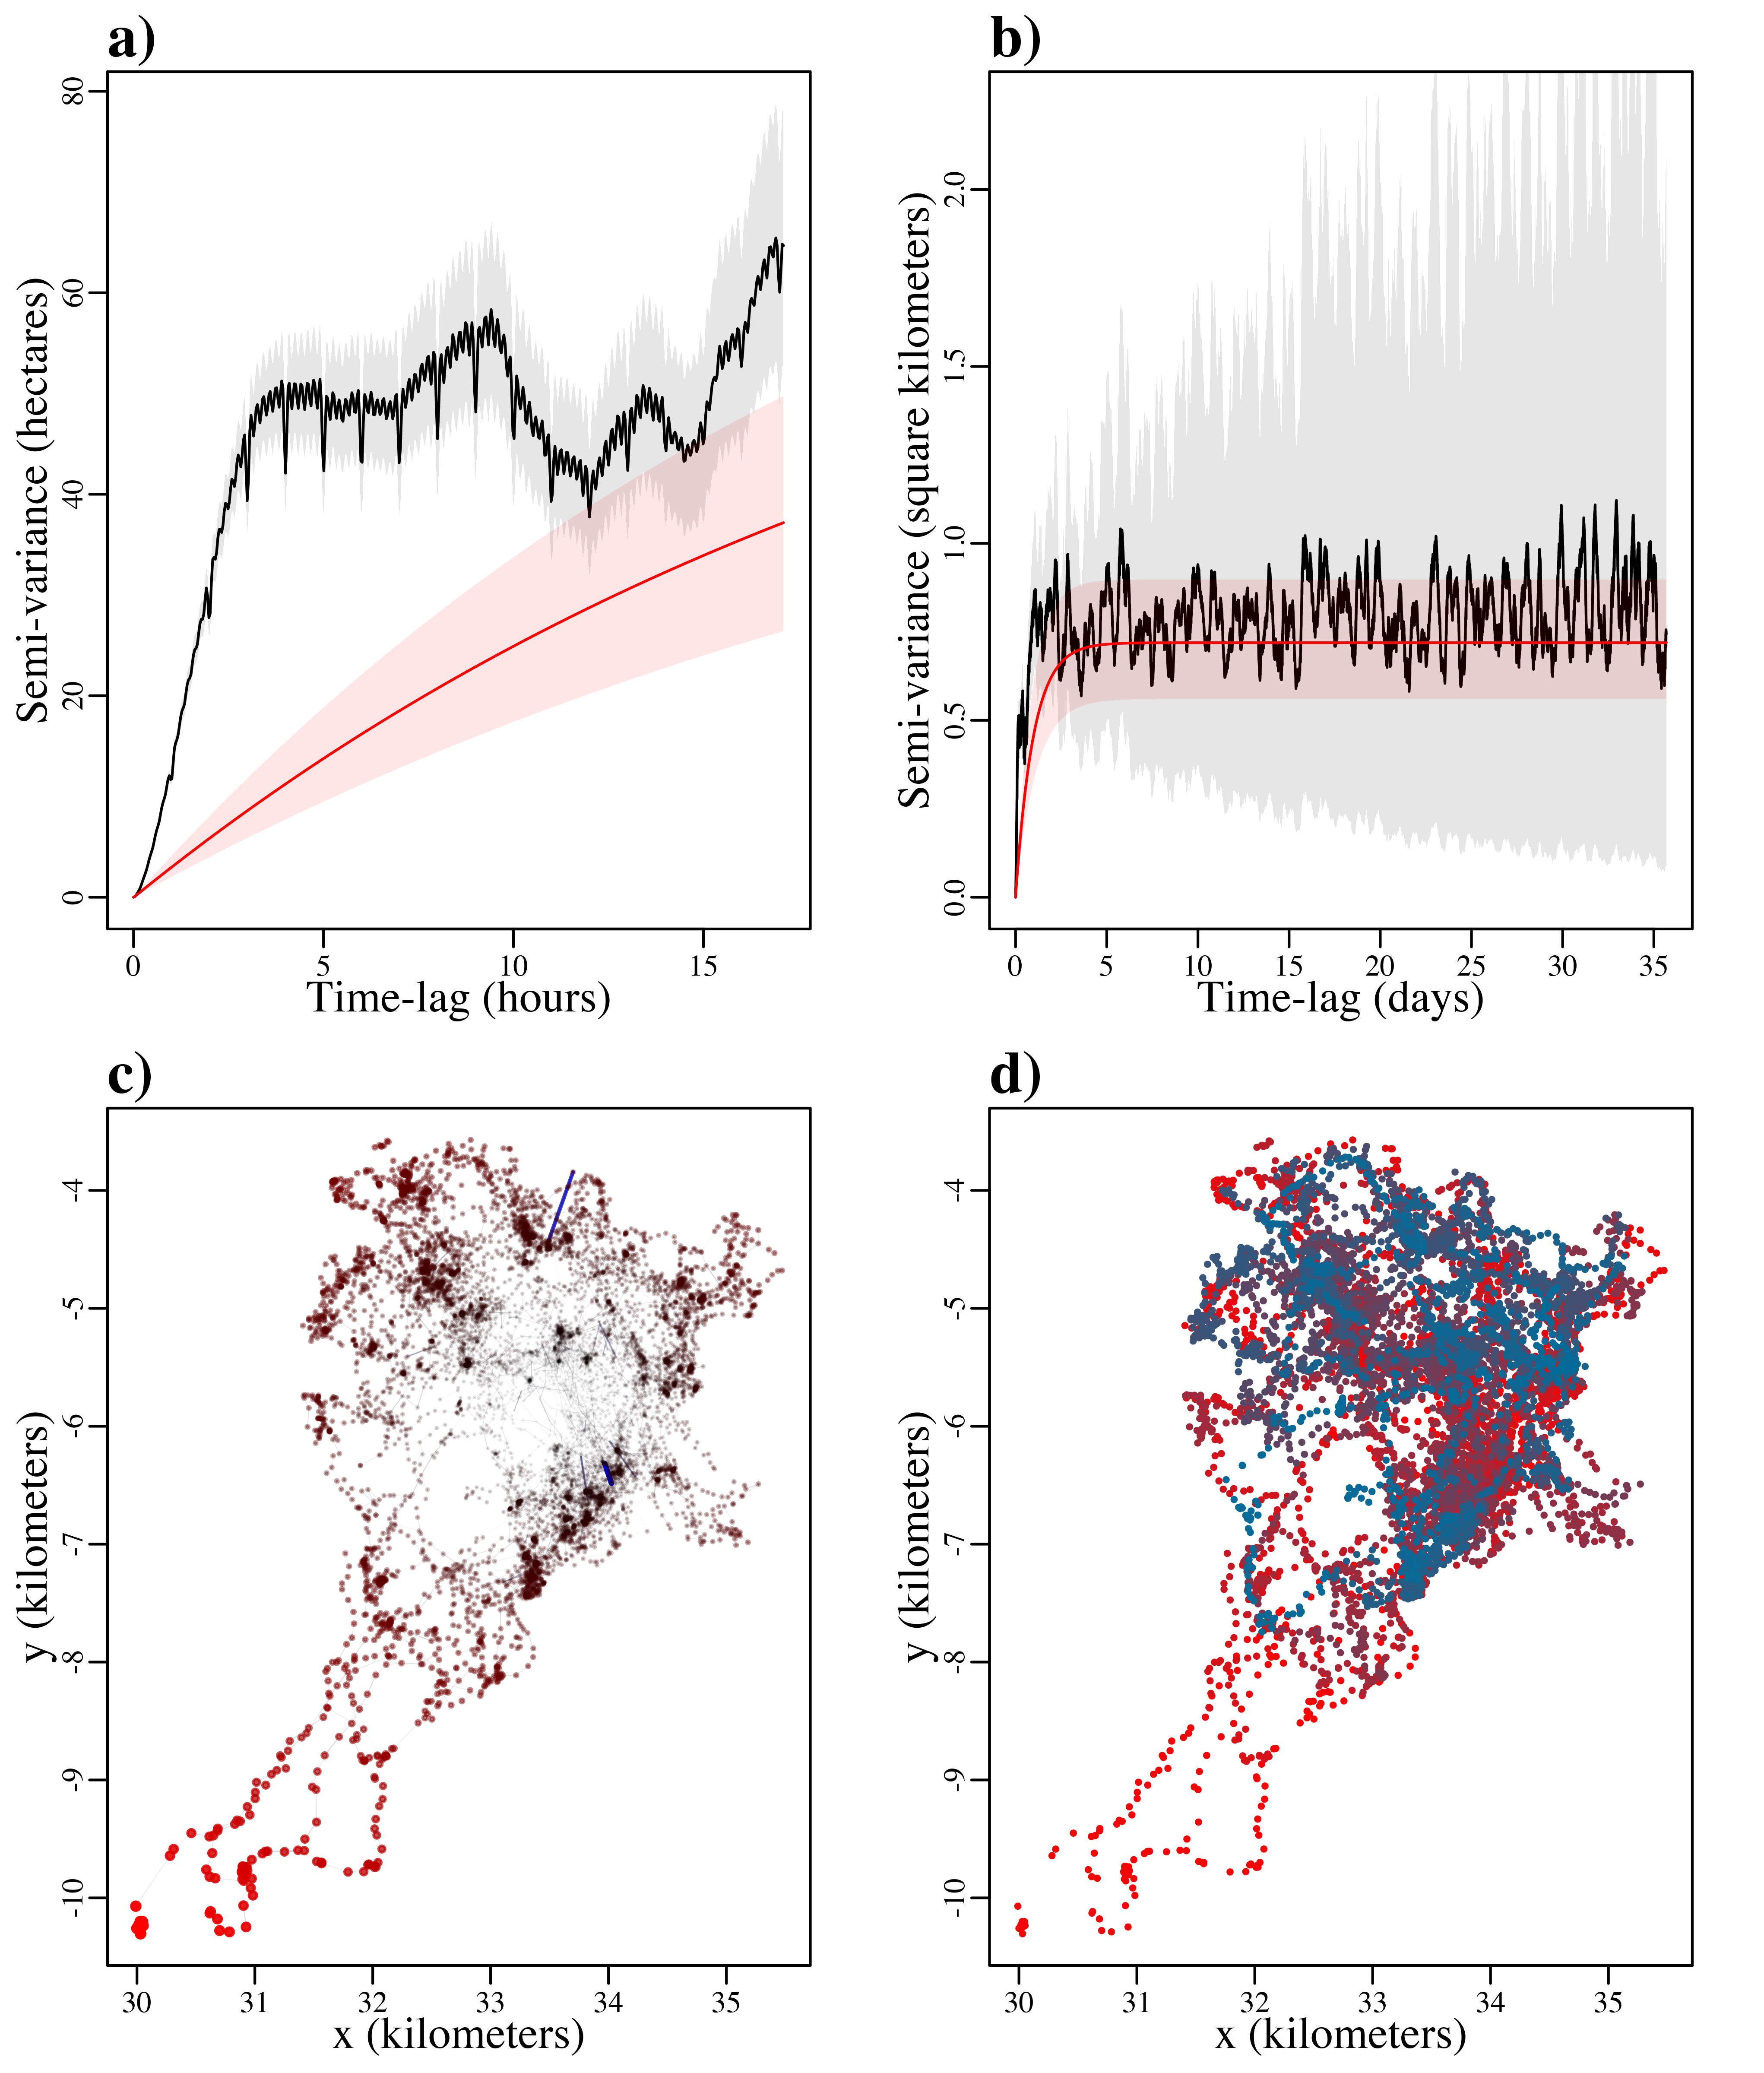 a)
Semi-variance (hectares)
80
60
40
20
0
0 5 10 15
Time-lag (hours)
b)
Semi-variance (square kilometers)
2.0
1.5
1.0
0.5
0.0
0 5 10 15 20 25 30 35
Time-lag (days)
c)
y (kilometers)
-4
-5
-6
-7
-8
-9
-10
30 31 32 33 34 35
x (kilometers)
d)
y (kilometers)
-4
-5
-6
-7
-8
-9
-10
30 31 32 33 34 35
x (kilometers)